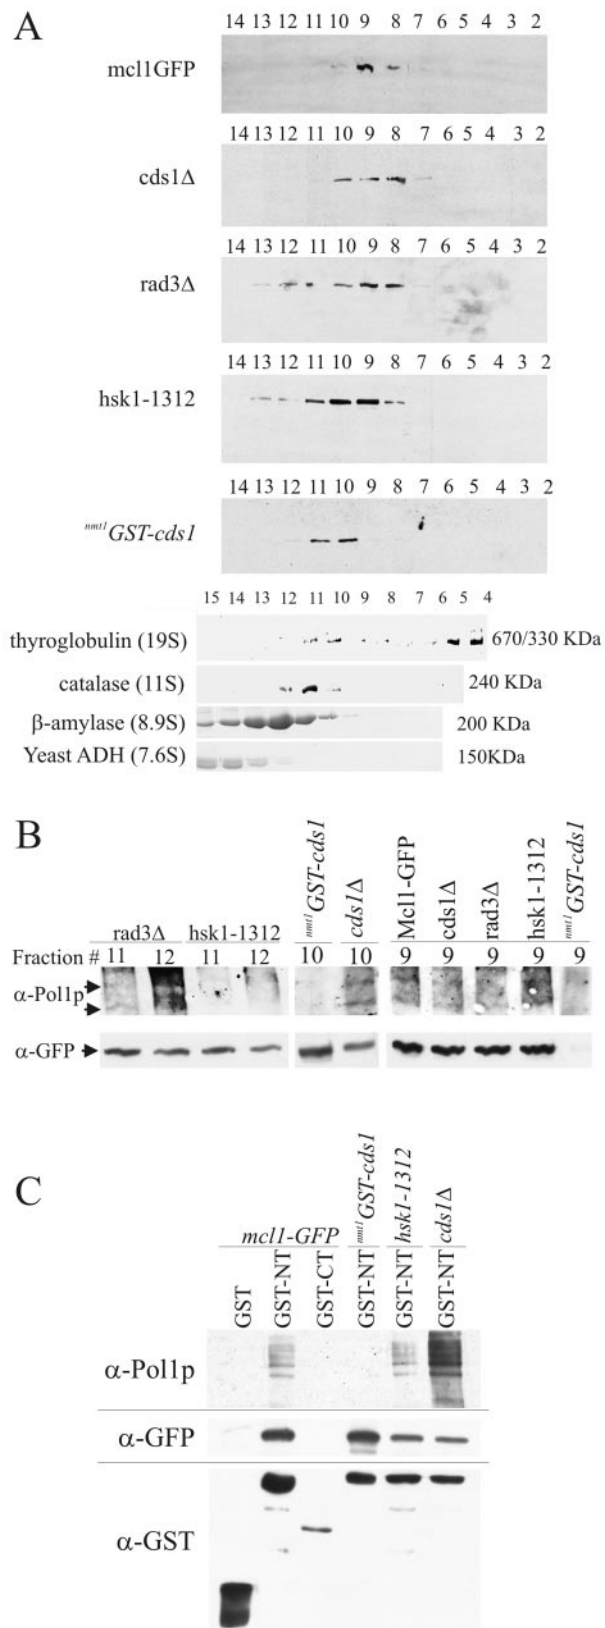 A
14 13 12 11 10 9 8 7 6 5 4 3 2
mcl1GFP
14 13 12 11 10 9 8 7 6 5 4 3 2
cds1Δ
14 13 12 11 10 9 8 7 6 5 4 3 2
rad3Δ
14 13 12 11 10 9 8 7 6 5 4 3 2
hsk1-1312
14 13 12 11 10 9 8 7 6 5 4 3 2
nmt1GST-cds1
15 14 13 12 11 10 9 8 7 6 5 4
thyroglobulin (19S) 670/330 KDa
catalase (11S) 240 KDa
β-amylase (8.9S) 200 KDa
Yeast ADH (7.6S) 150KDa
B
rad3Δ hsk1-1312 nmt1GST-cds1 cds1Δ Mcl1-GFP cds1Δ rad3Δ hsk1-1312 nmt1GST-cds1
Fraction # 11 12 11 12 10 10 9 9 9 9 9
α-Pol1p
α-GFP
C
mcl1-GFP nmt1GST-cds1 hsk1-1312 cds1Δ
GST GST-NT GST-CT GST-NT GST-NT GST-NT
α-Pol1p
α-GFP
α-GST